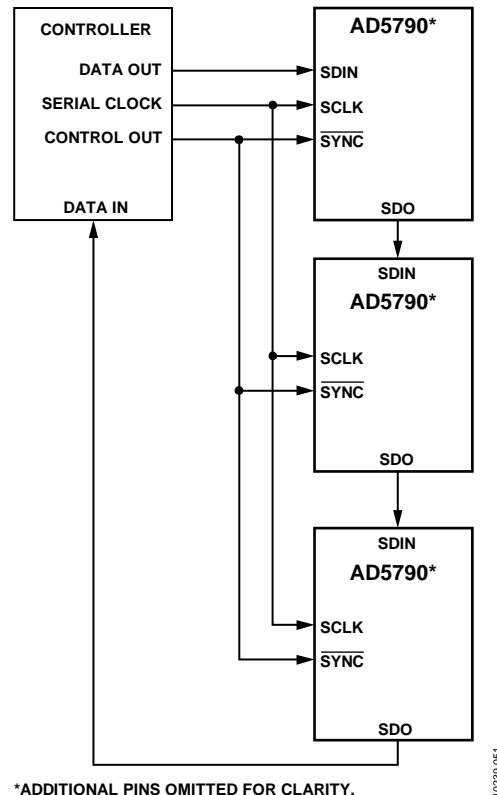 CONTROLLER
DATA OUT
SERIAL CLOCK
CONTROL OUT
DATA IN
AD5790*
SDIN
SCLK
SYNC
SDO
SDIN
AD5790*
SCLK
SYNC
SDO
SDIN
AD5790*
SCLK
SYNC
SDO
*ADDITIONAL PINS OMITTED FOR CLARITY.